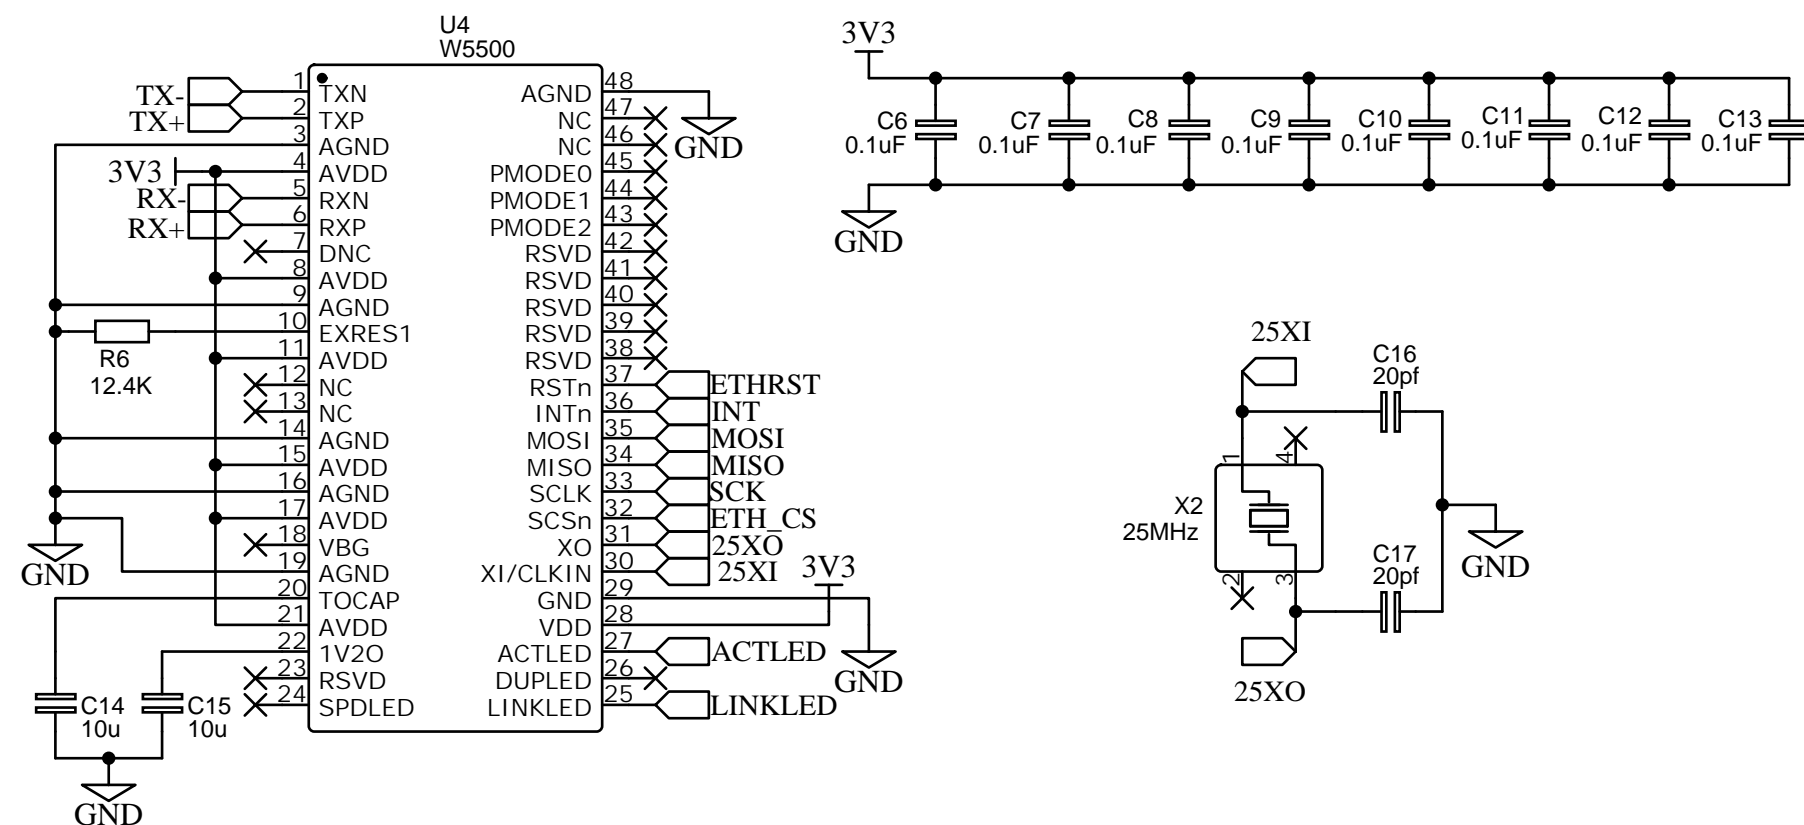 U4
W5500
TX-
TX+
3V3
RX-
RX+
1 TXN
2 TXP
3 AGND
4 AVDD
5 RXN
6 RXP
7 DNC
8 AVDD
9 AGND
10 EXRES1
11 AVDD
12 NC
13 NC
14 AGND
15 AVDD
16 AGND
17 AVDD
18 VBG
19 AGND
20 TOCAP
21 AVDD
22 1V2O
23 RSVD
24 SPDLED
R6
12.4K
GND
C14
10u
C15
10u
GND
AGND 48
NC 47
NC 46
PMODE0 45
PMODE1 44
PMODE2 43
RSVD 42
RSVD 41
RSVD 40
RSVD 39
RSVD 38
RSTn 37 ETHRST
INTn 36 INT
MOSI 35 MOSI
MISO 34 MISO
SCLK 33 SCK
SCSn 32 ETH_CS
XO 31 25XO
XI/CLKIN 30 25XI
GND 29
VDD 28
ACTLED 27 ACTLED
DUPLED 26
LINKLED 25 LINKLED
GND
3V3
GND
3V3
C6
0.1uF
C7
0.1uF
C8
0.1uF
C9
0.1uF
C10
0.1uF
C11
0.1uF
C12
0.1uF
C13
0.1uF
GND
25XI
C16
20pf
1
4
X2
25MHz
2
3
C17
20pf
GND
25XO